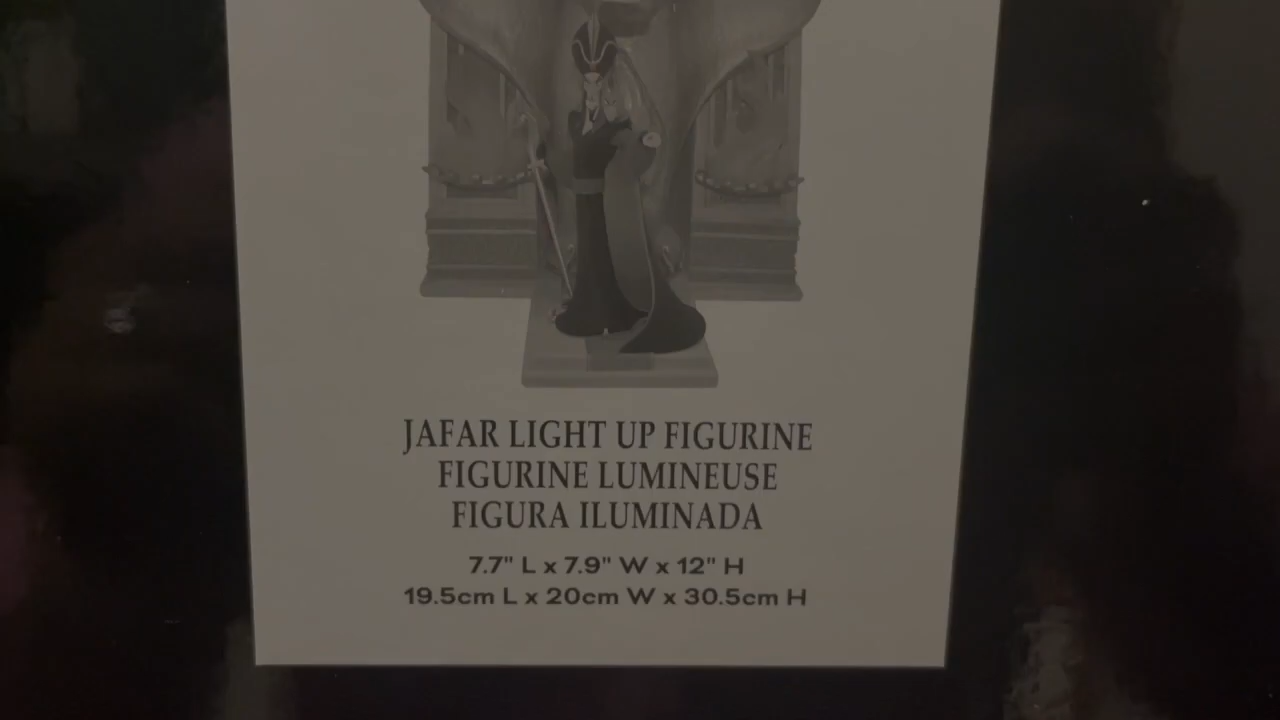 JAFAR LIGHT UP FIGURINE
FIGURINE LUMINEUSE
FIGURA ILUMINADA
7.7" L x 7.9" W x 12" H
19.5cm L x 20cm W x 30.5cm H